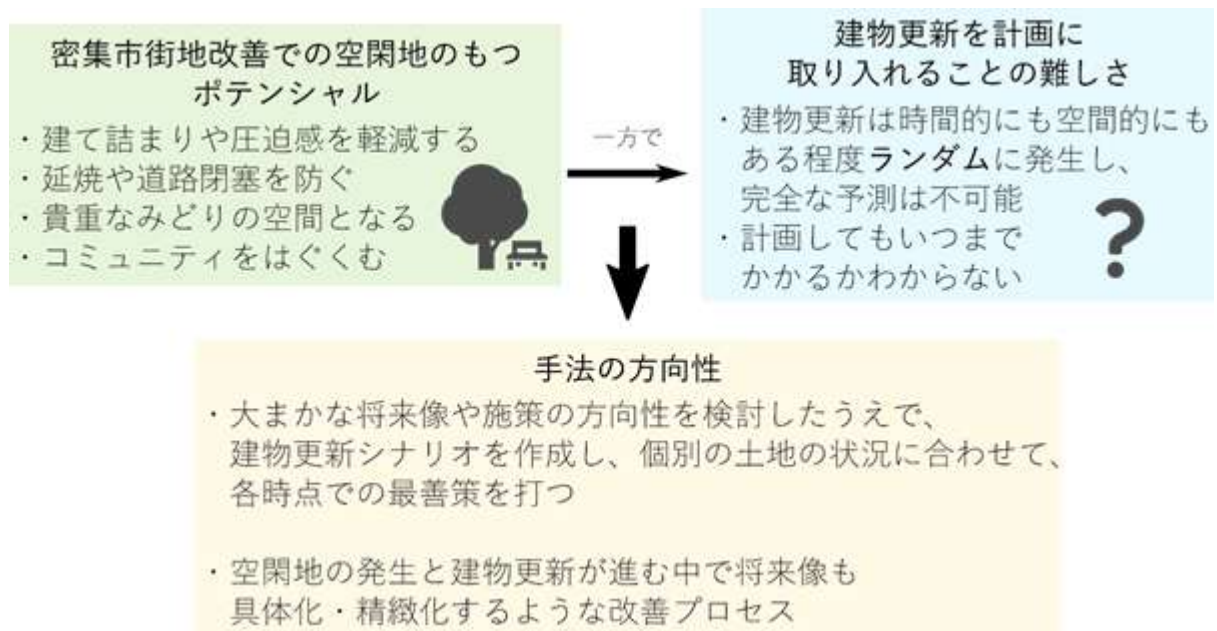 密集市街地改善での空閑地のもつ
ポテンシャル
・建て詰まりや圧迫感を軽減する
・延焼や道路閉塞を防ぐ
・貴重なみどりの空間となる
・コミュニティをはぐくむ
一方で
建物更新を計画に
取り入れることの難しさ
・建物更新は時間的にも空間的にも
ある程度ランダムに発生し、
完全な予測は不可能
・計画してもいつまで
かかるかわからない
?
手法の方向性
・大まかな将来像や施策の方向性を検討したうえで、
建物更新シナリオを作成し、個別の土地の状況に合わせて、
各時点での最善策を打つ
・空閑地の発生と建物更新が進む中で将来像も
具体化・精緻化するような改善プロセス